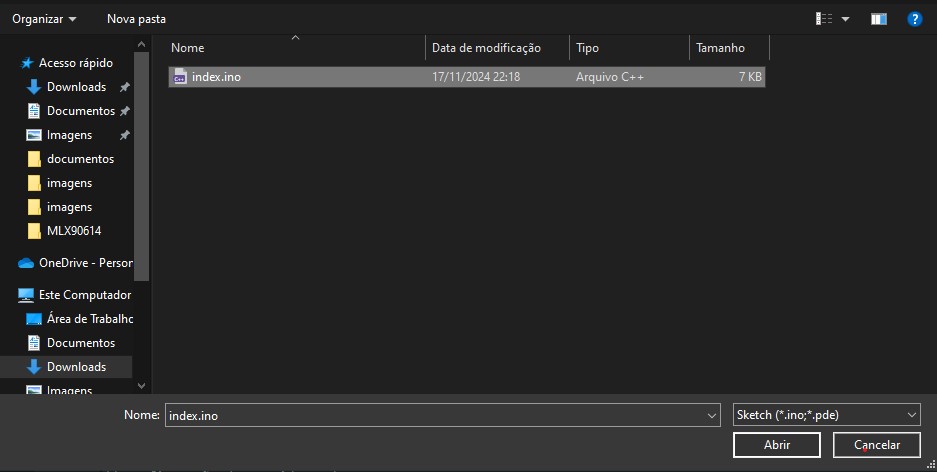 Organizar Nova pasta
Nome Data de modificação Tipo Tamanho
index.ino 17/11/2024 22:18 Arquivo C++ 7 KB
Acesso rápido
Downloads
Documentos
Imagens
documentos
imagens
imagens
MLX90614
OneDrive - Person
Este Computador
Área de Trabalho
Documentos
Downloads
Imagens
Nome: index.ino Sketch (*.ino;*.pde)
Abrir Cancelar